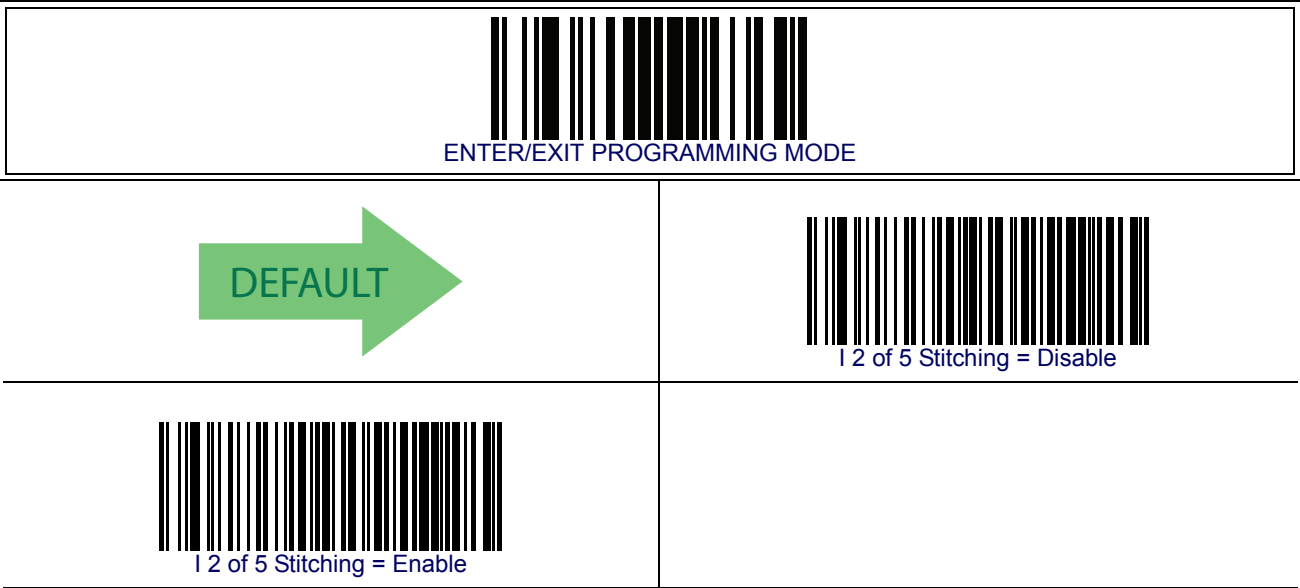 ENTER/EXIT PROGRAMMING MODE
DEFAULT
I 2 of 5 Stitching = Disable
I 2 of 5 Stitching = Enable